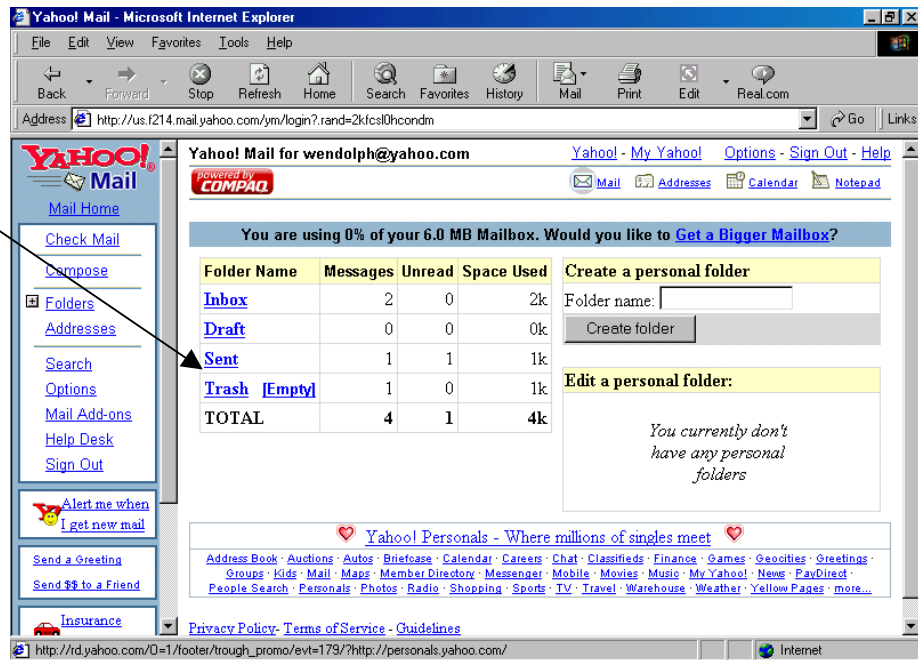 Yahoo! Mail - Microsoft Internet Explorer
File Edit View Favorites Tools Help
Back Forward Stop Refresh Home Search Favorites History Mail Print Edit Real.com
Address http://us.f214.mail.yahoo.com/ym/login?.rand=2kfcsl0hcondm Go Links
YAHOO! Mail
Mail Home
Check Mail
Compose
Folders
Addresses
Search
Options
Mail Add-ons
Help Desk
Sign Out
Alert me when
I get new mail
Send a Greeting
Send $$ to a Friend
Insurance
Yahoo! Mail for wendolph@yahoo.com Yahoo! - My Yahoo! Options - Sign Out - Help
powered by COMPAQ Mail Addresses Calendar Notepad
You are using 0% of your 6.0 MB Mailbox. Would you like to Get a Bigger Mailbox?
Folder Name Messages Unread Space Used
Inbox 2 0 2k
Draft 0 0 0k
Sent 1 1 1k
Trash [Empty] 1 0 1k
TOTAL 4 1 4k
Create a personal folder
Folder name:
Create folder
Edit a personal folder:
You currently don't
have any personal
folders
Yahoo! Personals - Where millions of singles meet
Address Book · Auctions · Autos · Briefcase · Calendar · Careers · Chat · Classifieds · Finance · Games · Geocities · Greetings ·
Groups · Kids · Mail · Maps · Member Directory · Messenger · Mobile · Movies · Music · My Yahoo! · News · PayDirect ·
People Search · Personals · Photos · Radio · Shopping · Sports · TV · Travel · Warehouse · Weather · Yellow Pages · more...
Privacy Policy- Terms of Service - Guidelines
http://rd.yahoo.com/O=1/footer/trough_promo/evt=179/?http://personals.yahoo.com/ Internet